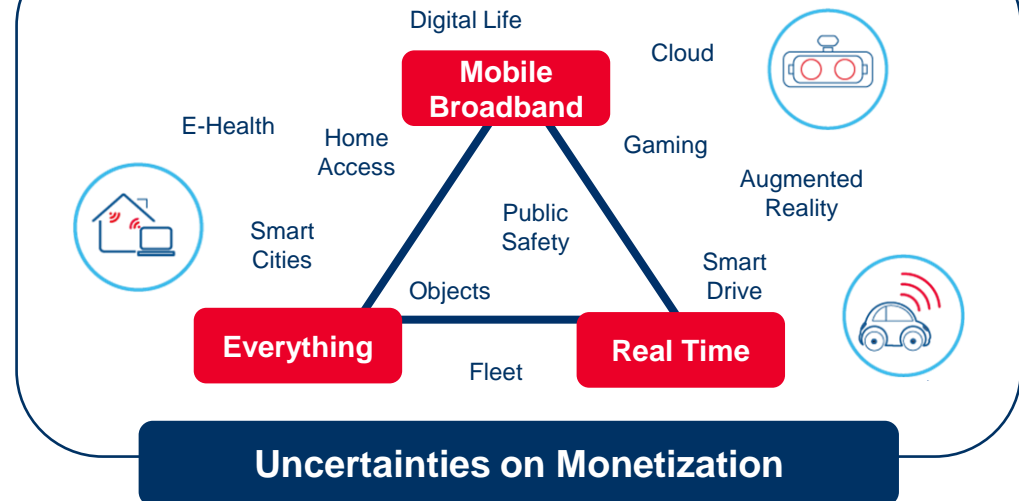 Digital Life
Cloud
Mobile
Broadband
E-Health
Home
Access
Gaming
Augmented
Reality
Public
Safety
Smart
Cities
Smart
Drive
Objects
Everything
Real Time
Fleet
Uncertainties on Monetization